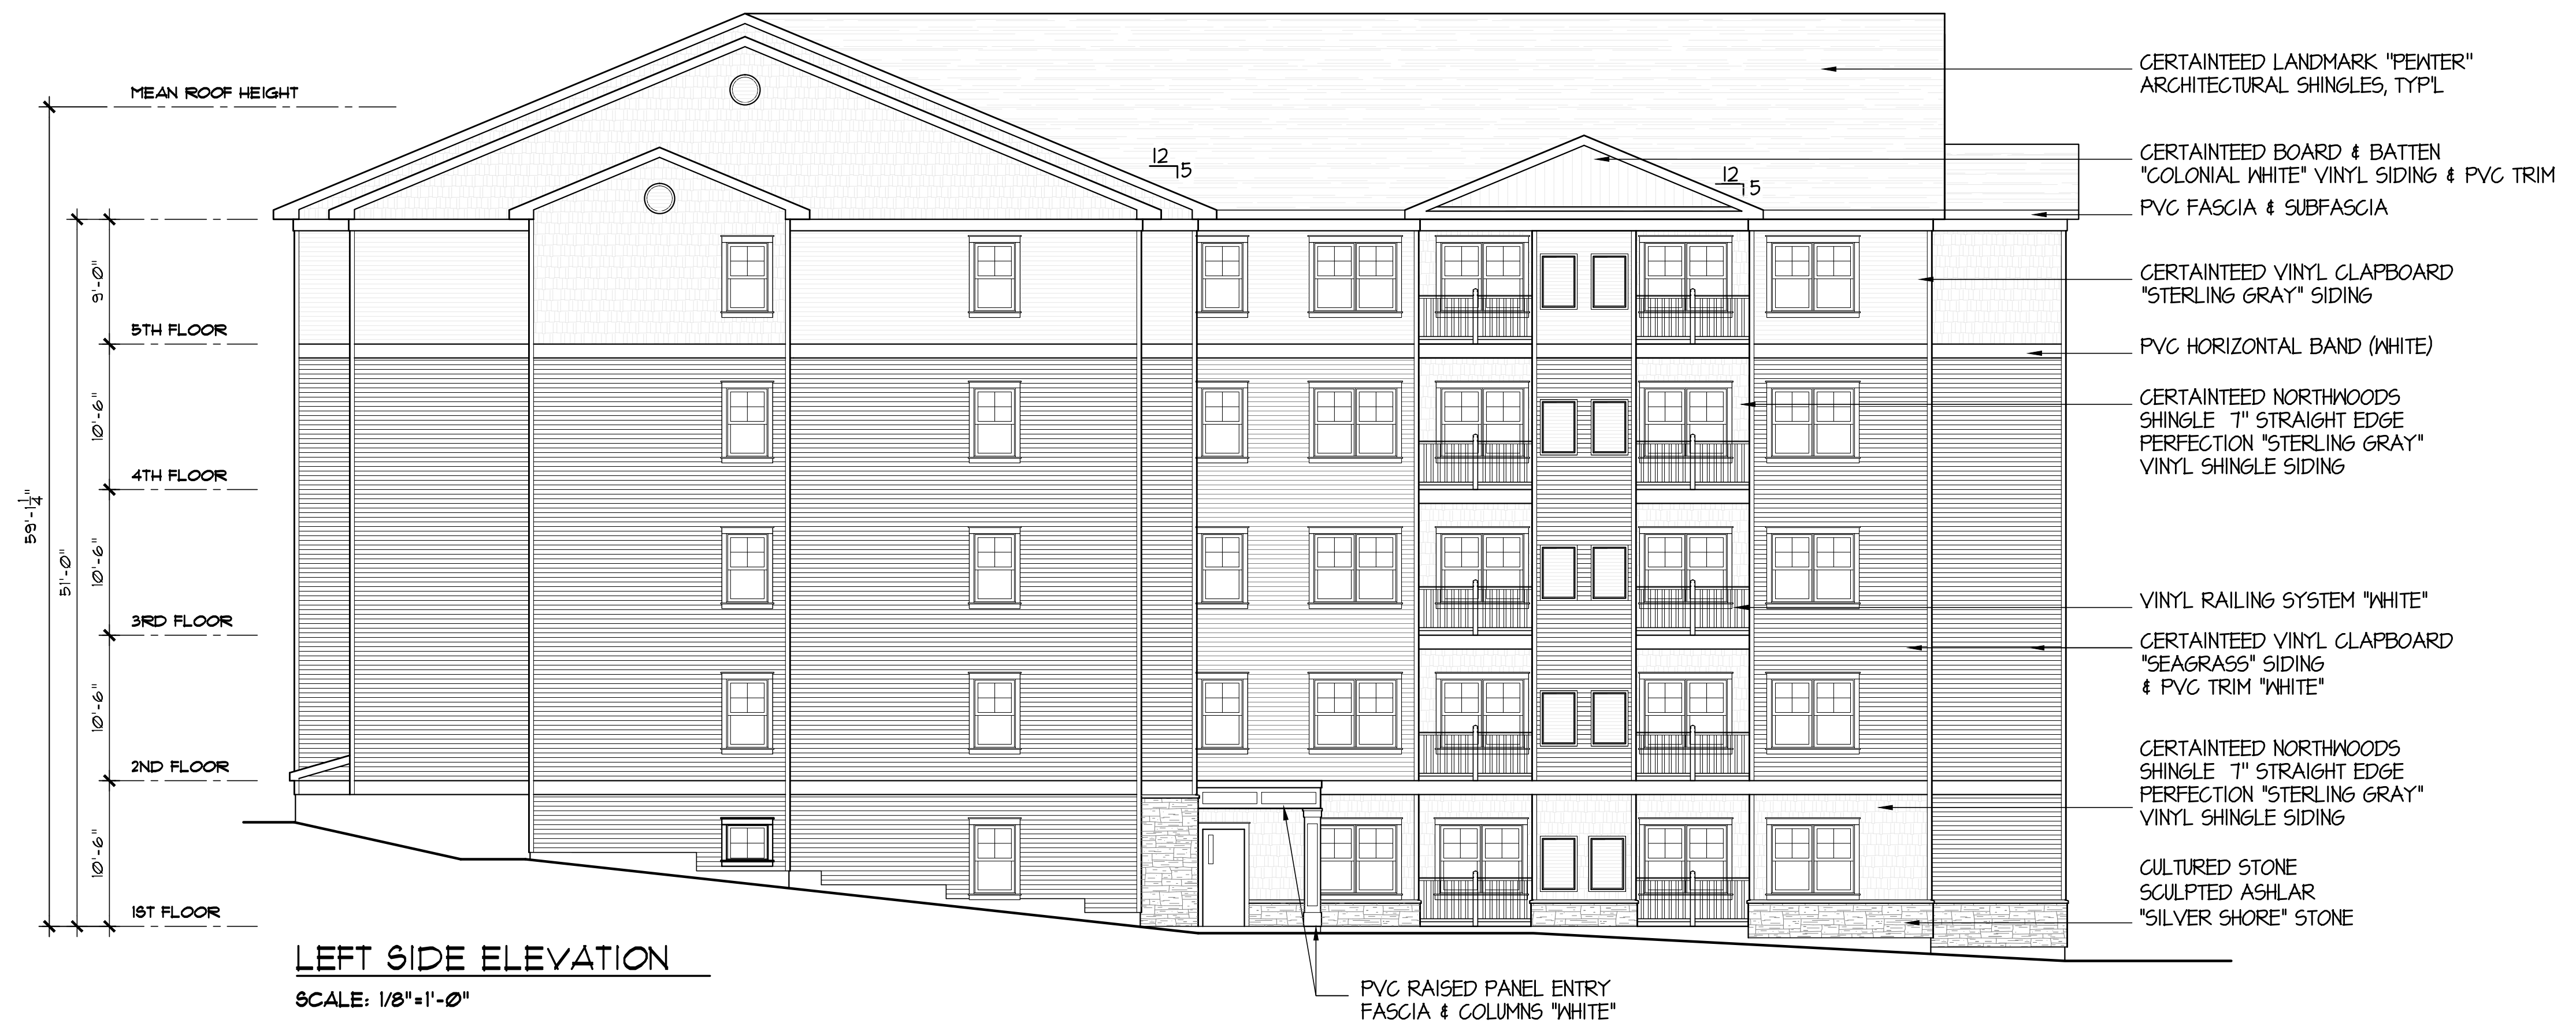 MEAN ROOF HEIGHT
5TH FLOOR
4TH FLOOR
3RD FLOOR
2ND FLOOR
1ST FLOOR
59'-1 1/4"
51'-0"
9'-0"
10'-6"
10'-6"
10'-6"
10'-6"
12
5
12
5
CERTAINTEED LANDMARK "PEWTER"
ARCHITECTURAL SHINGLES, TYP'L
CERTAINTEED BOARD & BATTEN
"COLONIAL WHITE" VINYL SIDING & PVC TRIM
PVC FASCIA & SUBFASCIA
CERTAINTEED VINYL CLAPBOARD
"STERLING GRAY" SIDING
PVC HORIZONTAL BAND (WHITE)
CERTAINTEED NORTHWOODS
SHINGLE 7" STRAIGHT EDGE
PERFECTION "STERLING GRAY"
VINYL SHINGLE SIDING
VINYL RAILING SYSTEM "WHITE"
CERTAINTEED VINYL CLAPBOARD
"SEAGRASS" SIDING
& PVC TRIM "WHITE"
CERTAINTEED NORTHWOODS
SHINGLE 7" STRAIGHT EDGE
PERFECTION "STERLING GRAY"
VINYL SHINGLE SIDING
CULTURED STONE
SCULPTED ASHLAR
"SILVER SHORE" STONE
PVC RAISED PANEL ENTRY
FASCIA & COLUMNS "WHITE"
LEFT SIDE ELEVATION
SCALE: 1/8"=1'-0"